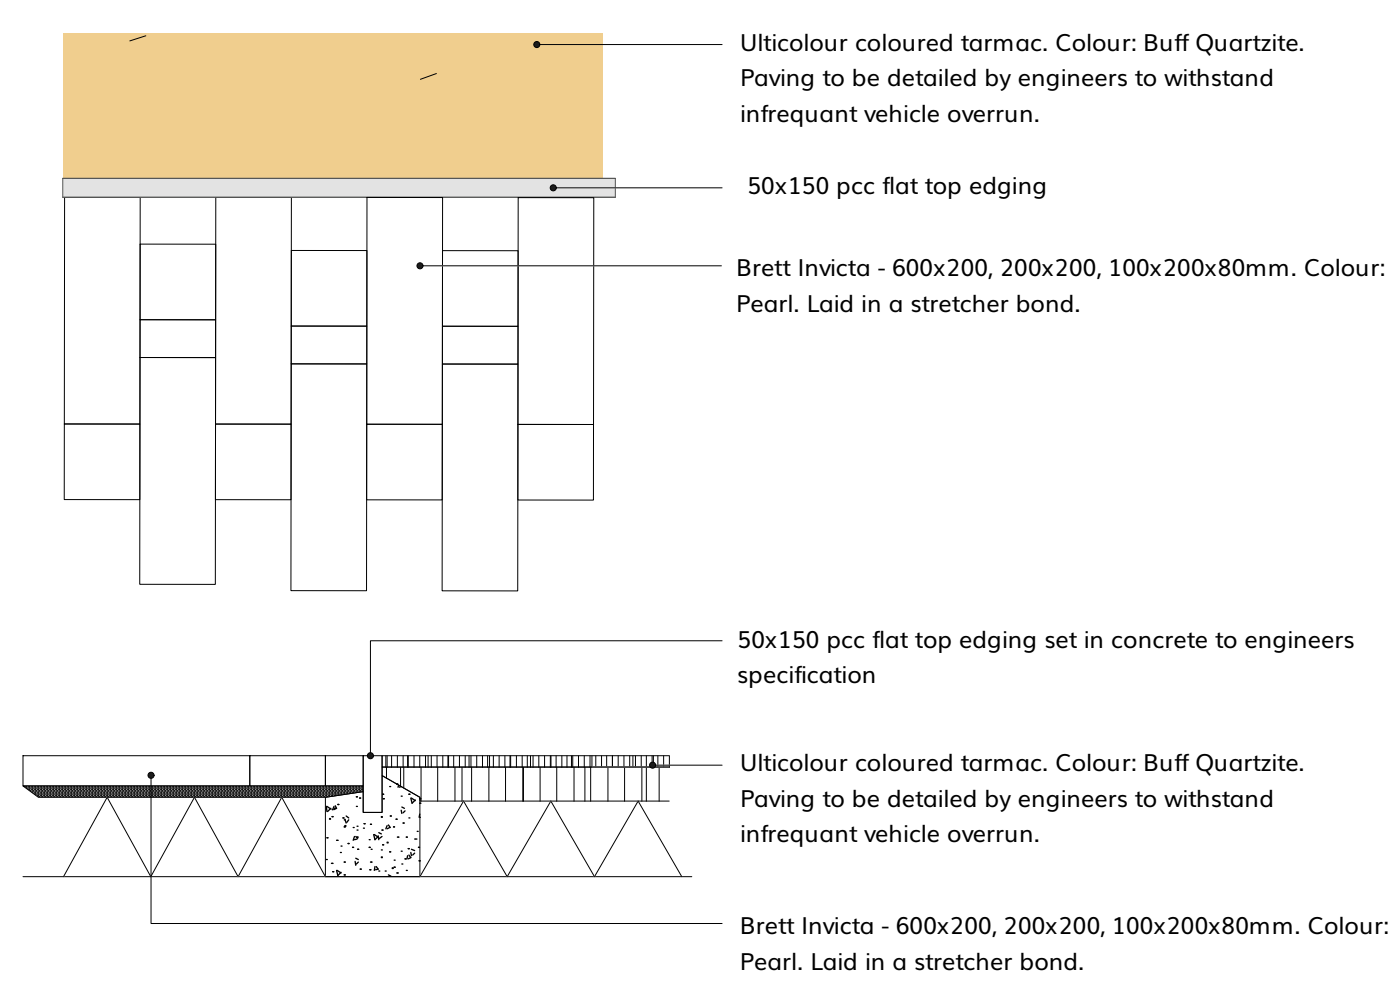 Ulticolour coloured tarmac. Colour: Buff Quartzite.
Paving to be detailed by engineers to withstand
infrequant vehicle overrun.
50x150 pcc flat top edging
Brett Invicta - 600x200, 200x200, 100x200x80mm. Colour:
Pearl. Laid in a stretcher bond.
50x150 pcc flat top edging set in concrete to engineers
specification
Ulticolour coloured tarmac. Colour: Buff Quartzite.
Paving to be detailed by engineers to withstand
infrequant vehicle overrun.
Brett Invicta - 600x200, 200x200, 100x200x80mm. Colour:
Pearl. Laid in a stretcher bond.